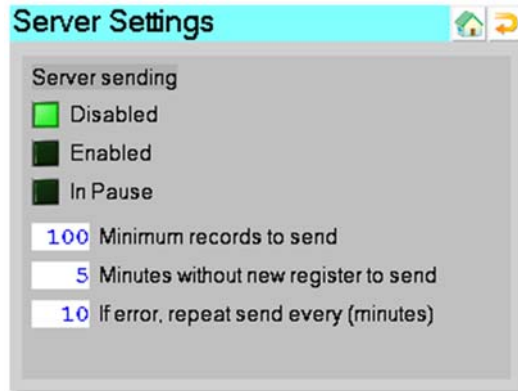 Server Settings
Server sending
Disabled
Enabled
In Pause
100 Minimum records to send
5 Minutes without new register to send
10 If error, repeat send every (minutes)